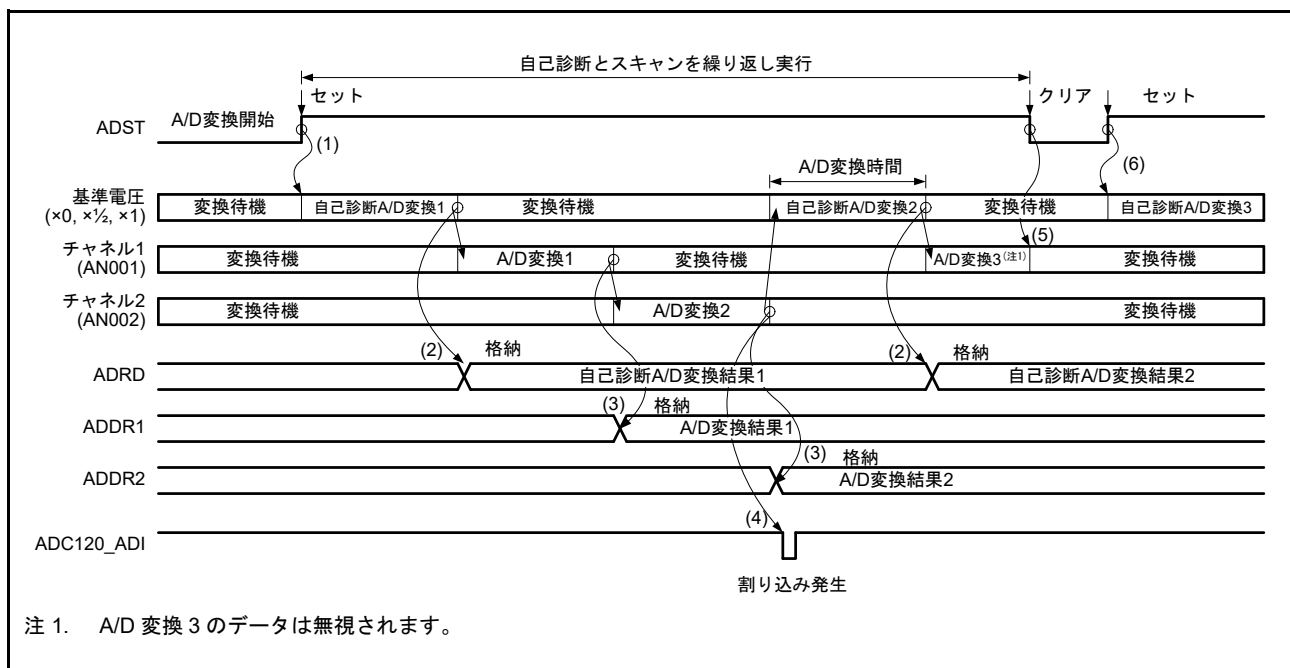 自己診断とスキャンを繰り返し実行
セット クリア セット
ADST A/D変換開始
(1) (6)
A/D変換時間
基準電圧
(×0, ×½, ×1)
変換待機 自己診断A/D変換1 変換待機 自己診断A/D変換2 変換待機 自己診断A/D変換3
(5)
チャネル1
(AN001)
変換待機 A/D変換1 変換待機 A/D変換3(注1) 変換待機
チャネル2
(AN002)
変換待機 A/D変換2 変換待機
(2) 格納 (2) 格納
ADRD 自己診断A/D変換結果1 自己診断A/D変換結果2
(3) 格納
ADDR1 A/D変換結果1
(3) 格納
ADDR2 A/D変換結果2
(4)
ADC120_ADI
割り込み発生
注 1. A/D 変換 3 のデータは無視されます。